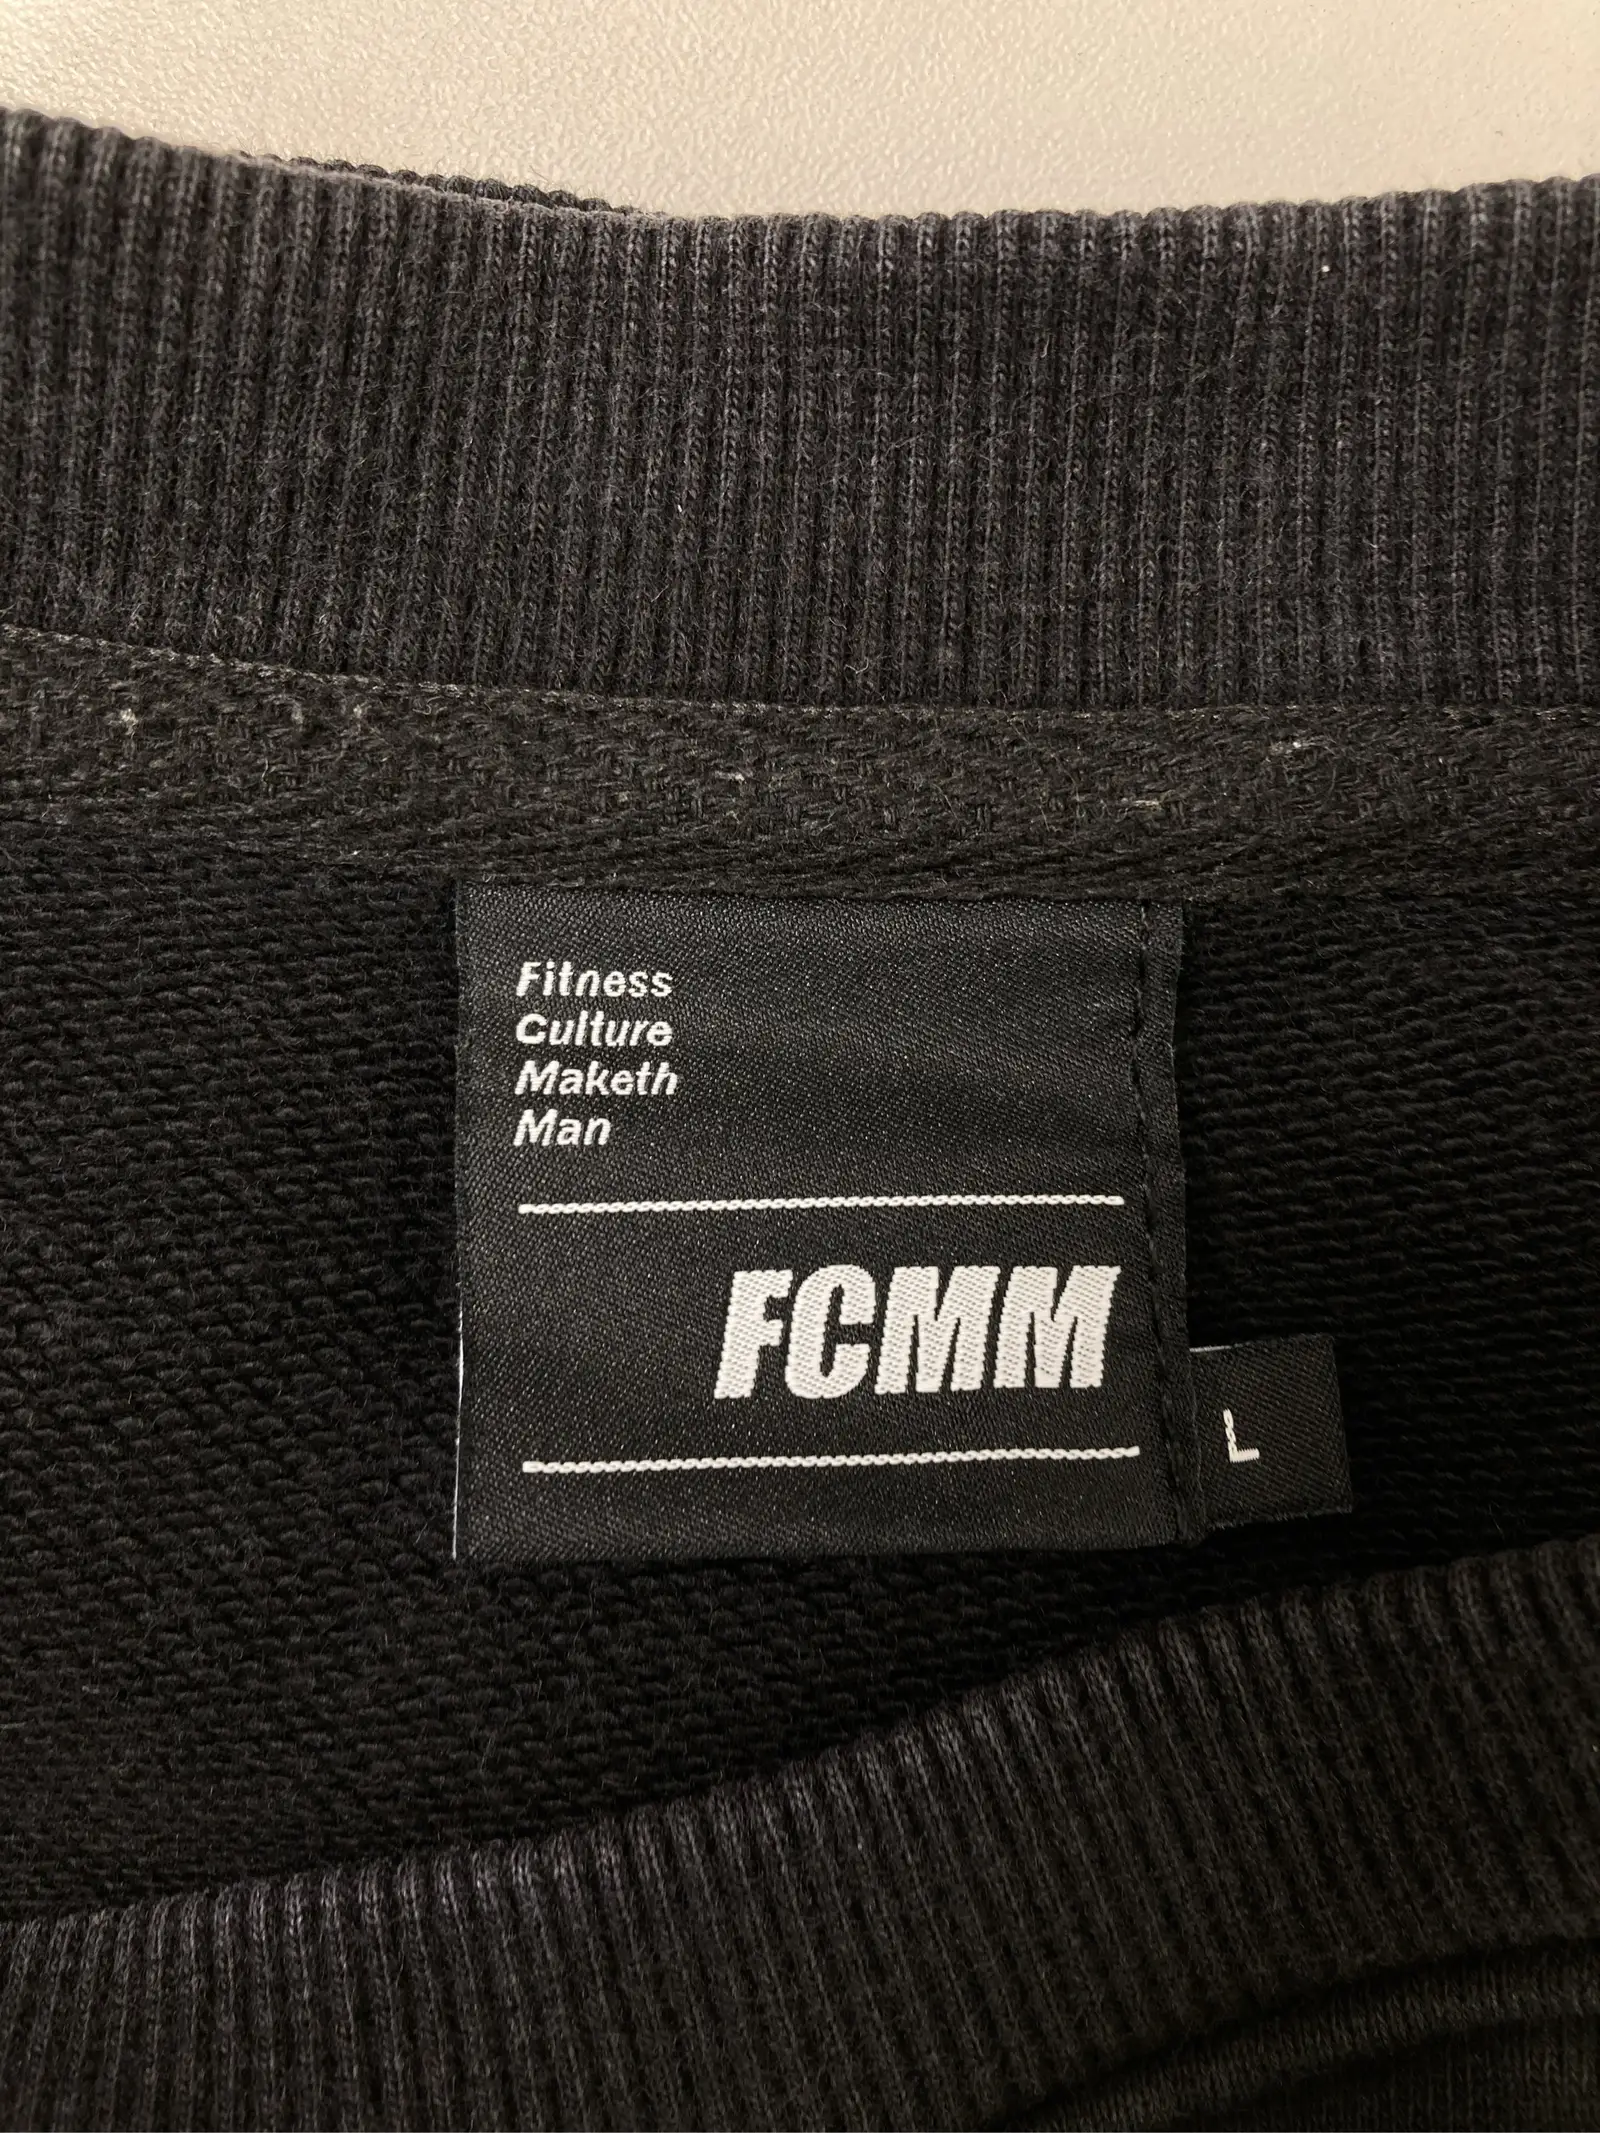 Fitness
Culture
Maketh
Man
FCMM
L